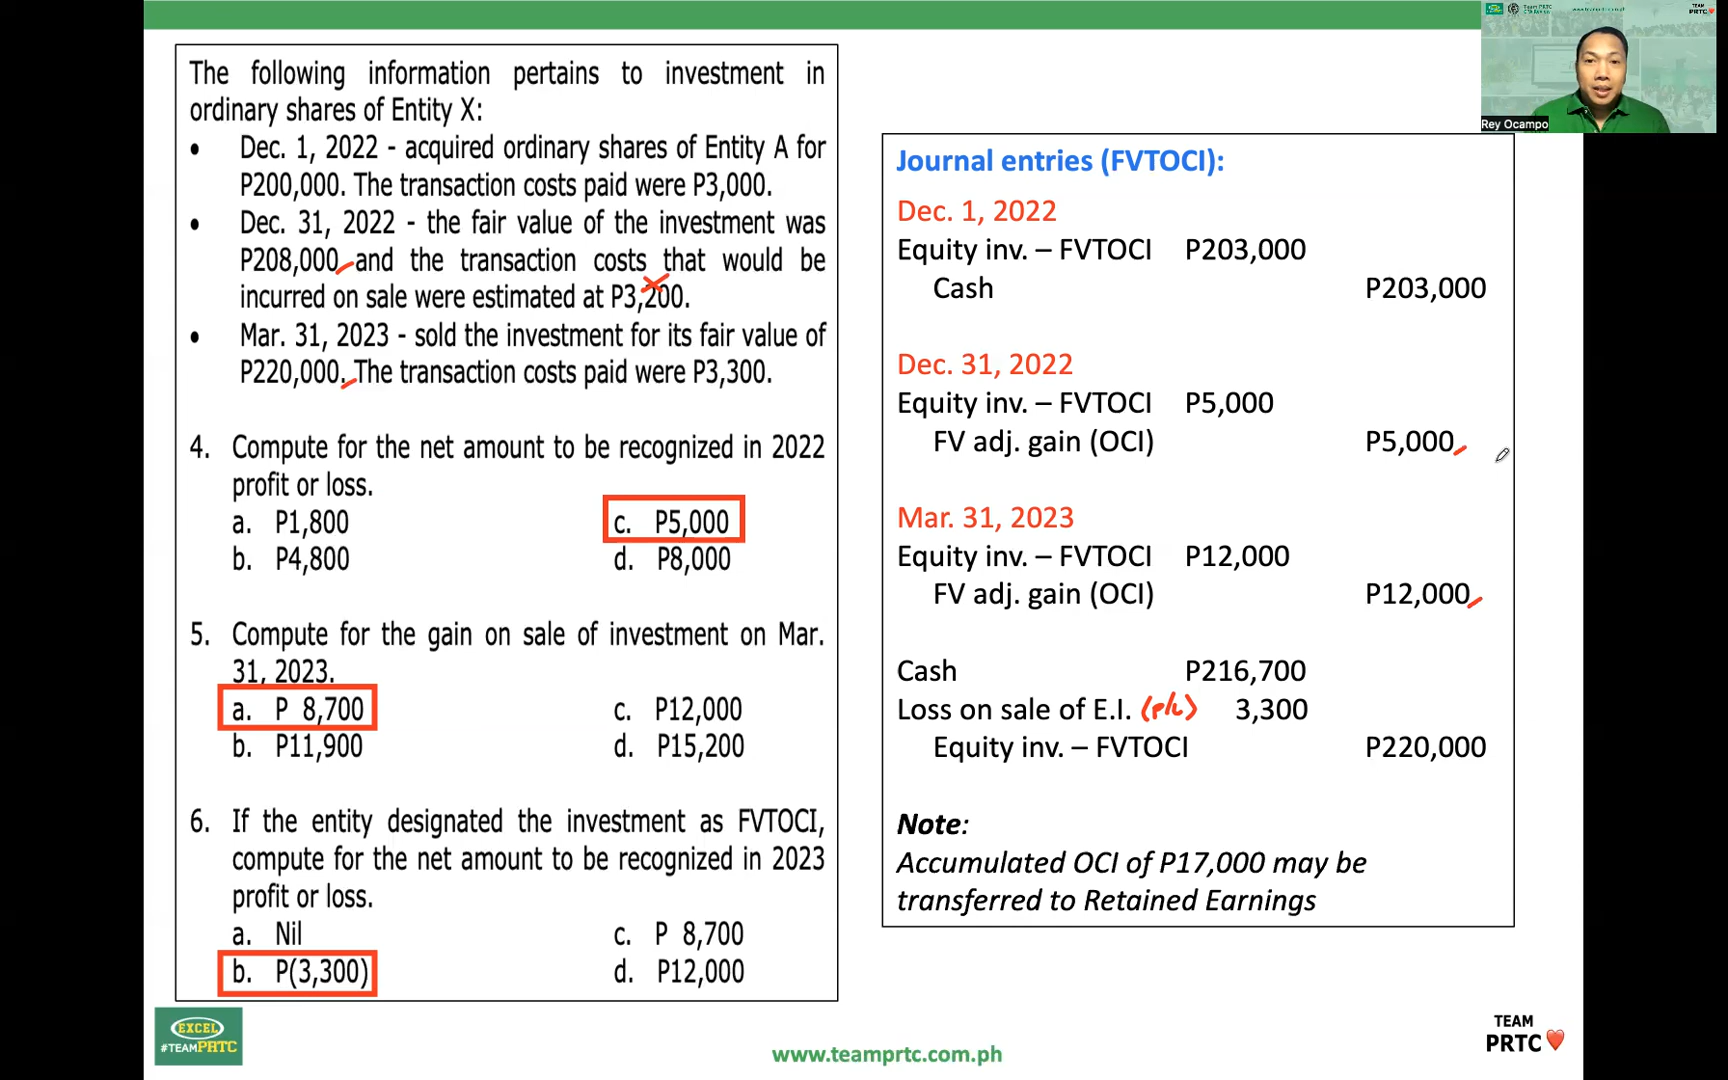 The following information pertains to investment in
ordinary shares of Entity X:
• Dec. 1, 2022 - acquired ordinary shares of Entity A for
P200,000. The transaction costs paid were P3,000.
• Dec. 31, 2022 - the fair value of the investment was
P208,000 and the transaction costs that would be
incurred on sale were estimated at P3,200.
• Mar. 31, 2023 - sold the investment for its fair value of
P220,000. The transaction costs paid were P3,300.
4. Compute for the net amount to be recognized in 2022
profit or loss.
a. P1,800 c. P5,000
b. P4,800 d. P8,000
5. Compute for the gain on sale of investment on Mar.
31, 2023.
a. P 8,700 c. P12,000
b. P11,900 d. P15,200
6. If the entity designated the investment as FVTOCI,
compute for the net amount to be recognized in 2023
profit or loss.
a. Nil c. P 8,700
b. P(3,300) d. P12,000
Journal entries (FVTOCI):
Dec. 1, 2022
Equity inv. – FVTOCI P203,000
Cash P203,000
Dec. 31, 2022
Equity inv. – FVTOCI P5,000
FV adj. gain (OCI) P5,000
Mar. 31, 2023
Equity inv. – FVTOCI P12,000
FV adj. gain (OCI) P12,000
Cash P216,700
Loss on sale of E.I. (P/L) 3,300
Equity inv. – FVTOCI P220,000
Note:
Accumulated OCI of P17,000 may be
transferred to Retained Earnings
Rey Ocampo
EXCEL
#TEAMPRTC
www.teamprtc.com.ph
TEAM
PRTC